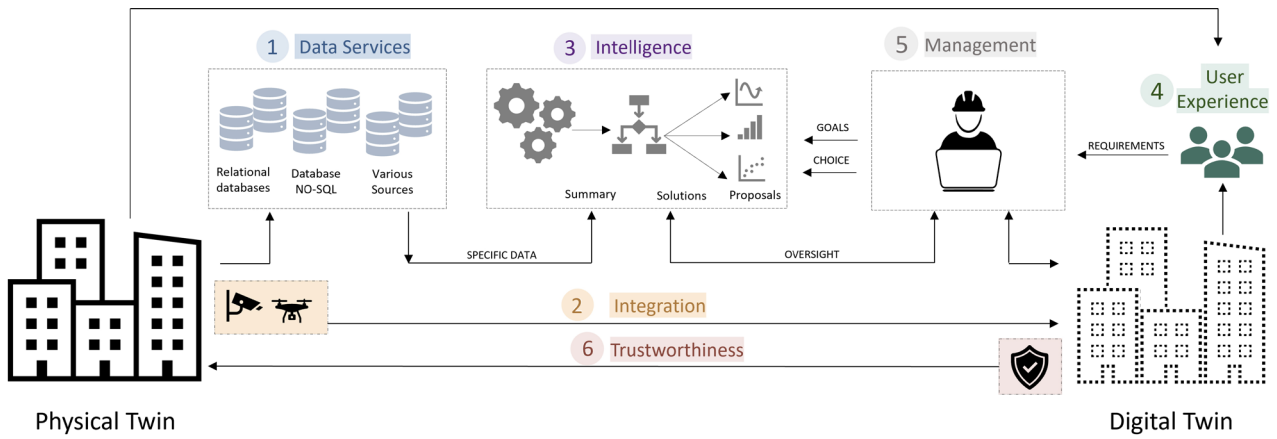 1 Data Services
3 Intelligence
5 Management
4 User
Experience
Relational
databases
Database
NO-SQL
Various
Sources
Summary
Solutions
Proposals
GOALS
CHOICE
REQUIREMENTS
SPECIFIC DATA
OVERSIGHT
2 Integration
6 Trustworthiness
Physical Twin
Digital Twin